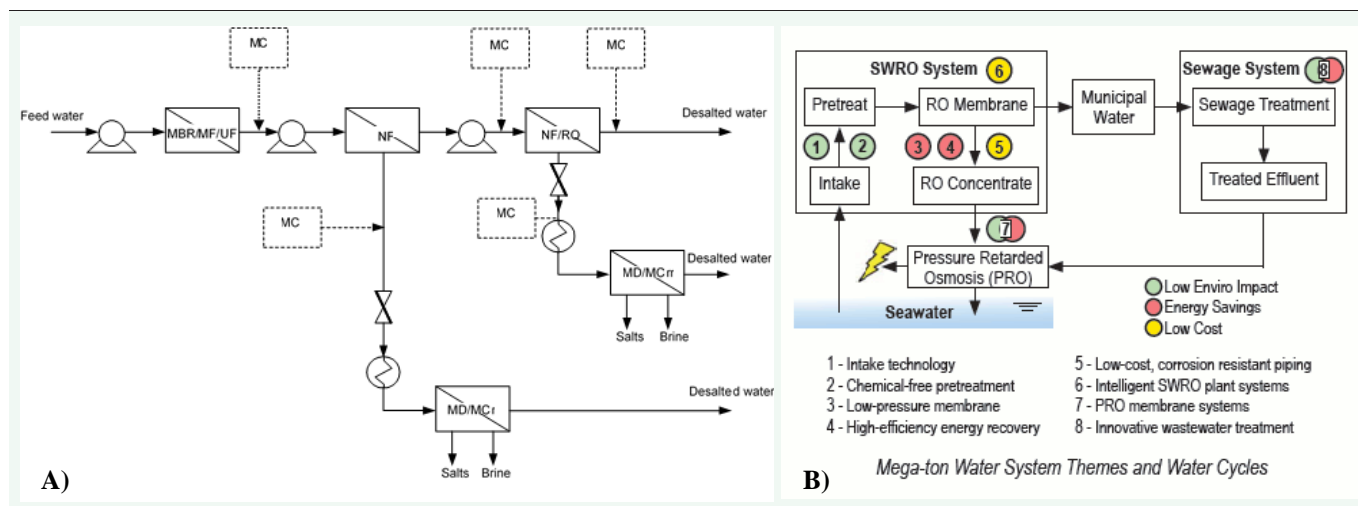 MC
MC
MC
Feed water
Desalted water
MBR/MF/UF
NF
NF/RO
MC
MC
Desalted water
MD/MCrr
Salts
Brine
Desalted water
MD/MCr
Salts
Brine
A)
SWRO System
6
Pretreat
RO Membrane
1
2
3
4
5
Intake
RO Concentrate
Municipal
Water
Sewage System
8
Sewage Treatment
Treated Effluent
7
Pressure Retarded
Osmosis (PRO)
Seawater
Low Enviro Impact
Energy Savings
Low Cost
1 - Intake technology
2 - Chemical-free pretreatment
3 - Low-pressure membrane
4 - High-efficiency energy recovery
5 - Low-cost, corrosion resistant piping
6 - Intelligent SWRO plant systems
7 - PRO membrane systems
8 - Innovative wastewater treatment
Mega-ton Water System Themes and Water Cycles
B)